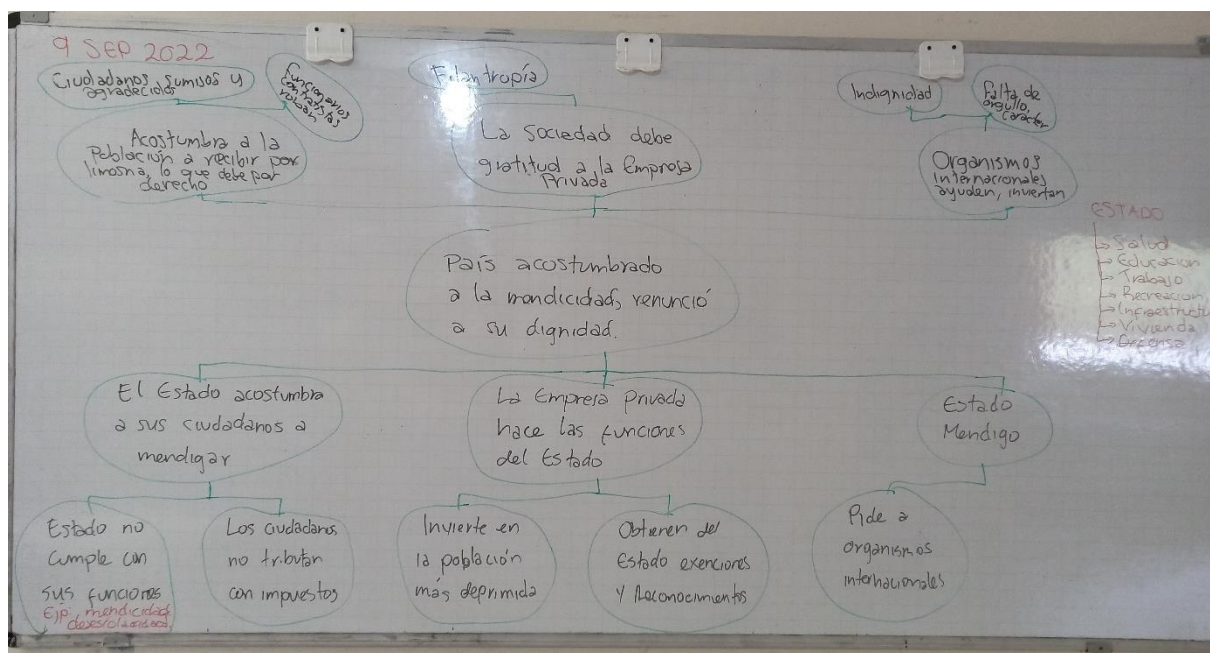 9 SEP 2022
Ciudadanos, sumisos y
agradecidos
Funcionarios
contratistas
roban
Filantropía
Indignidad
Falta de
orgullo,
carácter
Acostumbra a la
Población a recibir por
limosna, lo que debe por
derecho
La sociedad debe
gratitud a la Empresa
Privada
Organismos
internacionales
ayuden, inviertan
País acostumbrado
a la mendicidad, renunció
a su dignidad.
ESTADO
Salud
Educación
Trabajo
Recreación
Infraestructu
Vivienda
Defensa
El Estado acostumbra
a sus ciudadanos a
mendigar
La Empresa Privada
hace las funciones
del Estado
Estado
Mendigo
Estado no
cumple con
sus funciones
Ejp: mendicidad,
desescolaridad
Los ciudadanos
no tributan
con impuestos
Invierte en
la población
más deprimida
Obtienen del
Estado exenciones
y Reconocimientos
Pide a
organismos
internacionales